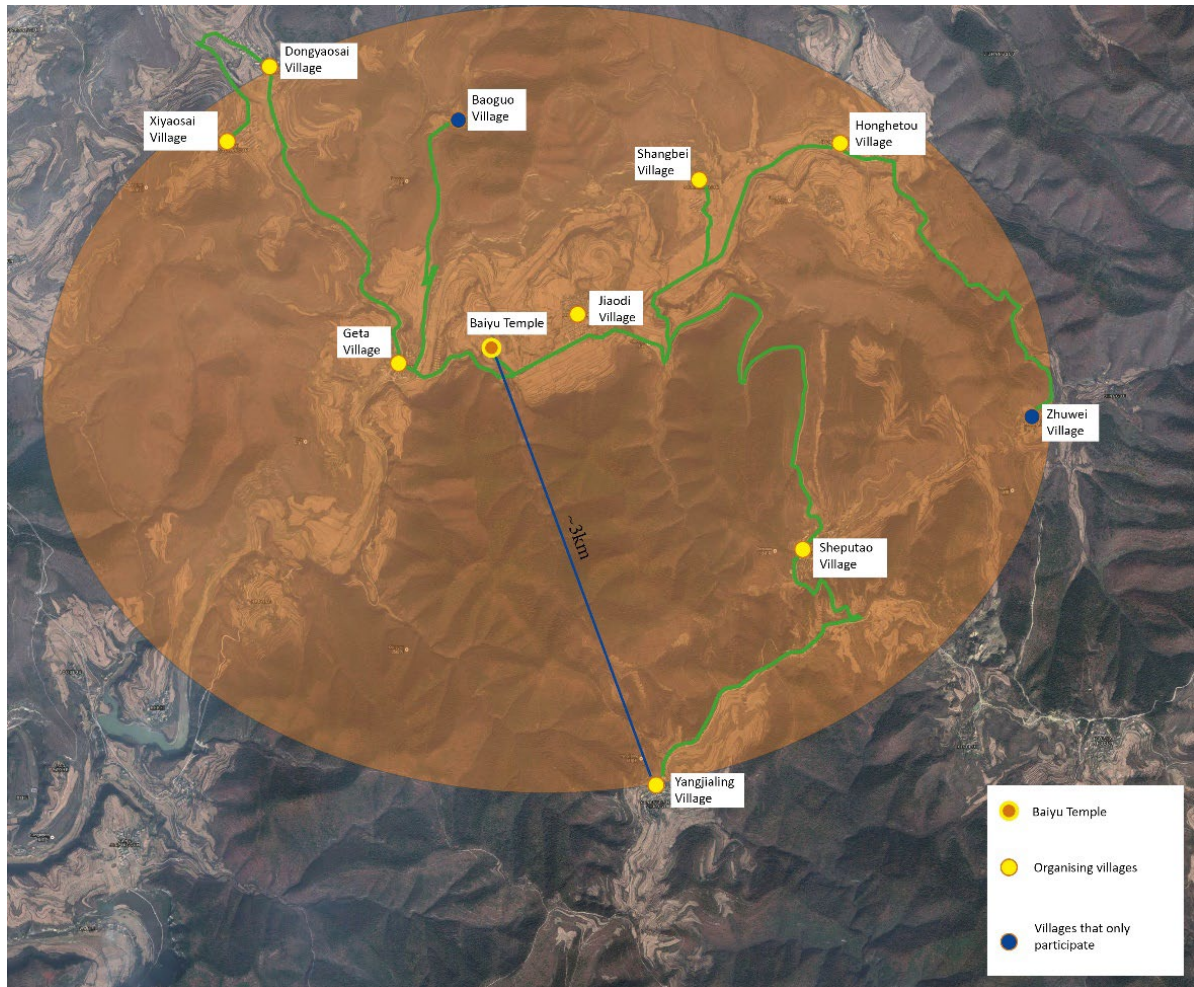 Dongyaosai
Village
Baoguo
Village
Xiyaosai
Village
Honghetou
Village
Shangbei
Village
Jiaodi
Village
Baiyu Temple
Geta
Village
Zhuwei
Village
~3km
Sheputao
Village
Yangjialing
Village
Baiyu Temple
Organising villages
Villages that only
participate